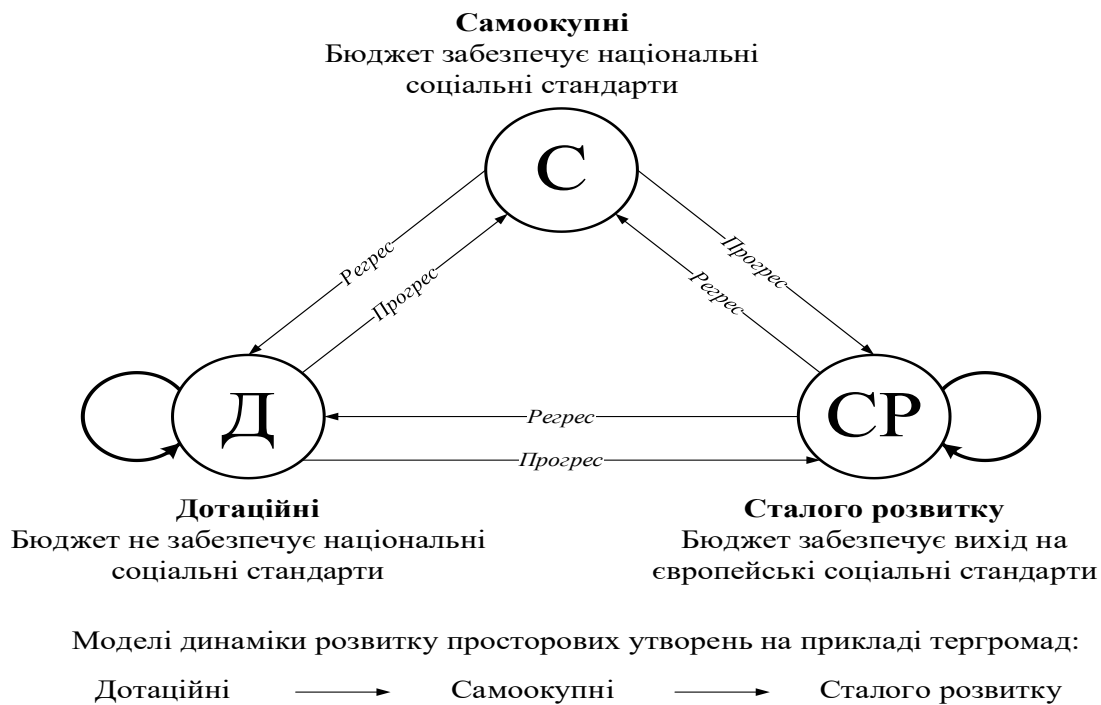 Самоокупні
Бюджет забезпечує національні
соціальні стандарти
С
Регрес
Прогрес
Прогрес
Регрес
Д
СР
Регрес
Прогрес
Дотаційні
Бюджет не забезпечує національні
соціальні стандарти
Сталого розвитку
Бюджет забезпечує вихід на
європейські соціальні стандарти
Моделі динаміки розвитку просторових утворень на прикладі тергромад:
Дотаційні Самоокупні Сталого розвитку